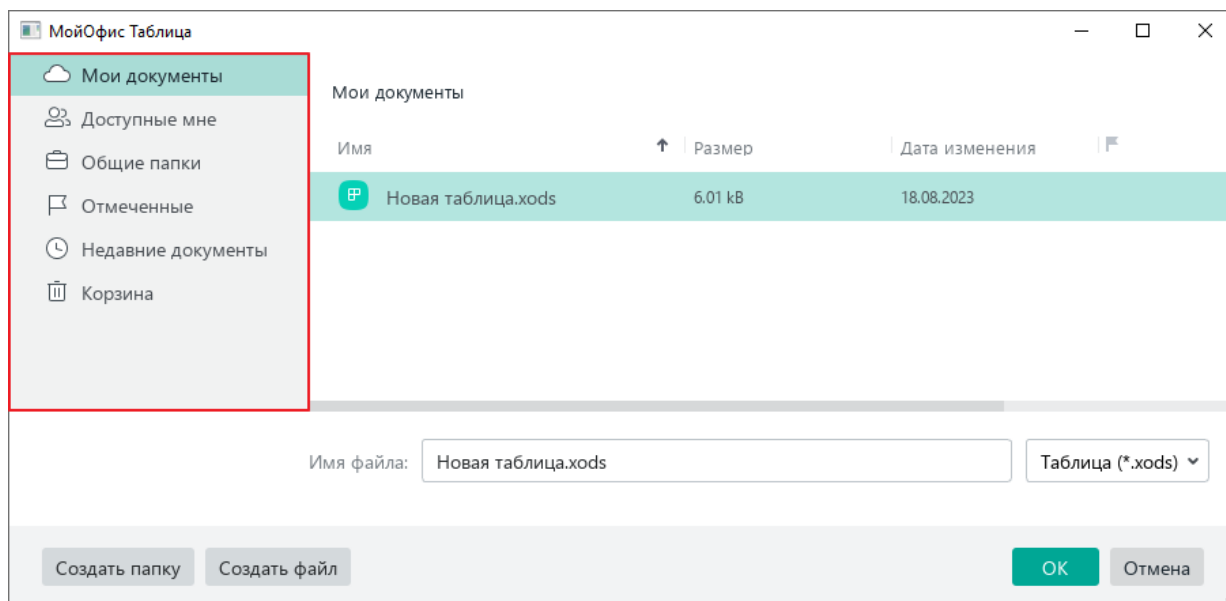 МойОфис Таблица
Мои документы
Доступные мне
Общие папки
Отмеченные
Недавние документы
Корзина
Мои документы
Имя Размер Дата изменения
Новая таблица.xods 6.01 kB 18.08.2023
Имя файла: Новая таблица.xods Таблица (*.xods)
Создать папку Создать файл OK Отмена